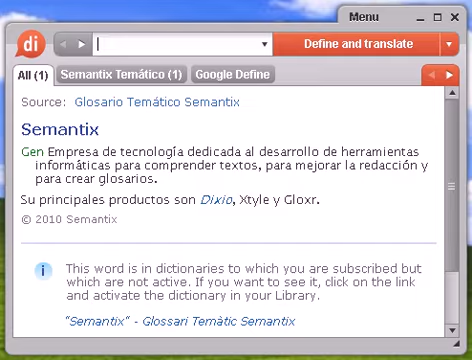 Menu
di
Define and translate
All (1)
Semantix Temático (1)
Google Define
Source: Glosario Temático Semantix
Semantix
Gen Empresa de tecnología dedicada al desarrollo de herramientas
informáticas para comprender textos, para mejorar la redacción y
para crear glosarios.
Su principales producton son Dixio, Xtyle y Gloxr.
© 2010 Semantix
i
This word is in dictionaries to which you are subscribed but
which are not active. If you want to see it, click on the link
and activate the dictionary in your Library.
"Semantix" - Glossari Temàtic Semantix